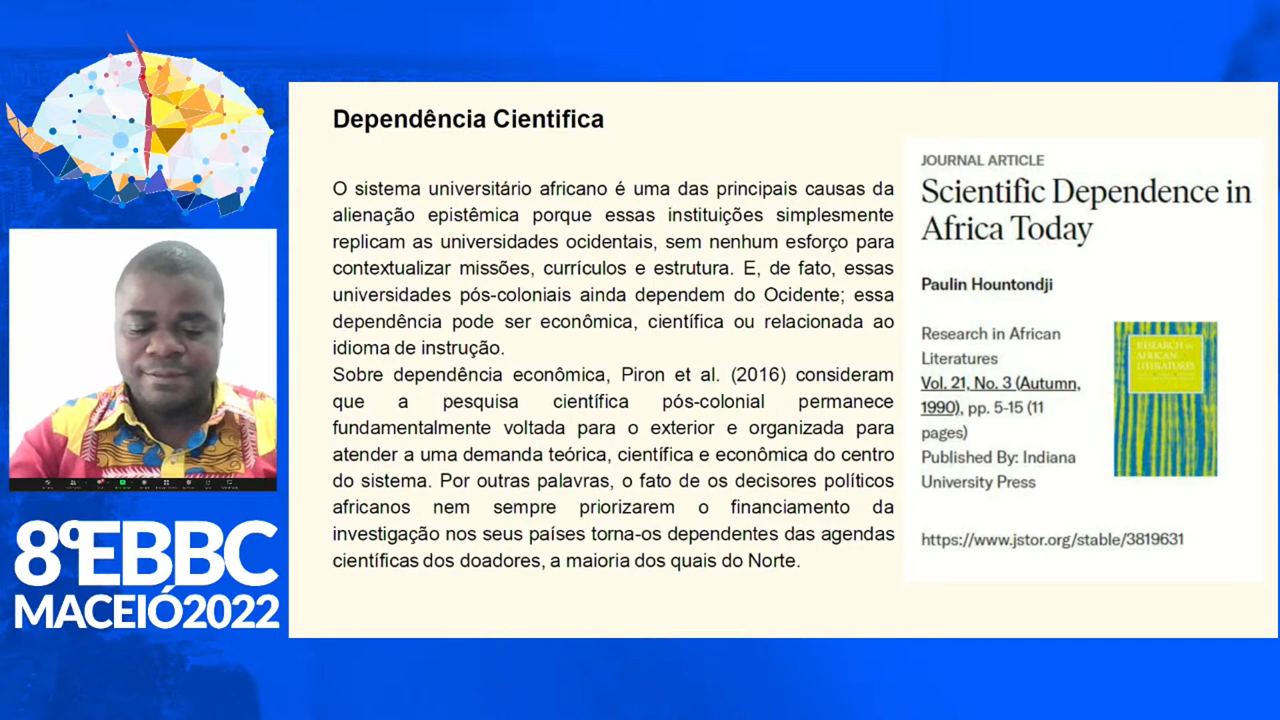 Dependência Cientifica
O sistema universitário africano é uma das principais causas da
alienação epistêmica porque essas instituições simplesmente
replicam as universidades ocidentais, sem nenhum esforço para
contextualizar missões, currículos e estrutura. E, de fato, essas
universidades pós-coloniais ainda dependem do Ocidente; essa
dependência pode ser econômica, científica ou relacionada ao
idioma de instrução.
Sobre dependência econômica, Piron et al. (2016) consideram
que a pesquisa científica pós-colonial permanece
fundamentalmente voltada para o exterior e organizada para
atender a uma demanda teórica, científica e econômica do centro
do sistema. Por outras palavras, o fato de os decisores políticos
africanos nem sempre priorizarem o financiamento da
investigação nos seus países torna-os dependentes das agendas
científicas dos doadores, a maioria dos quais do Norte.
JOURNAL ARTICLE
Scientific Dependence in
Africa Today
Paulin Hountondji
Research in African
Literatures
Vol. 21, No. 3 (Autumn,
1990), pp. 5-15 (11
pages)
Published By: Indiana
University Press
RESEARCH in
AFRICAN
LITERATURES
https://www.jstor.org/stable/3819631
8ºEBBC
MACEIÓ2022